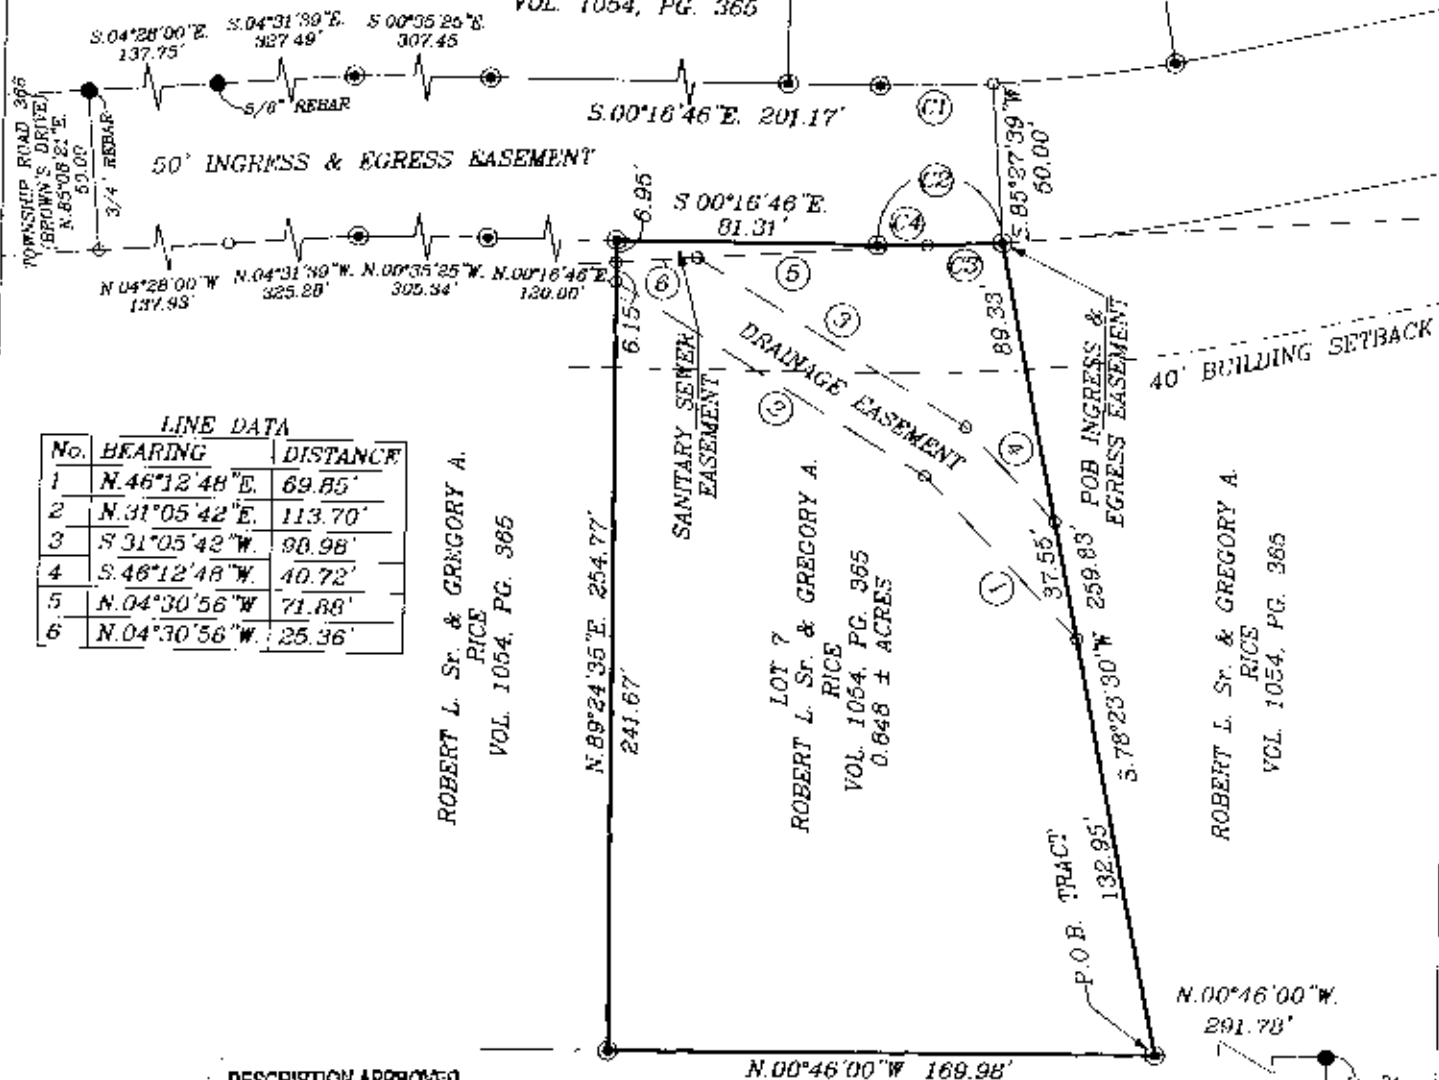 VOL. 1054, PG. 365
S.04°28'00"E.
137.75'
S.04°31'39"E.
327.49'
S 00°35'25"E.
307.45
5/8" REBAR
S.00°16'46"E. 201.17'
C1
TOWNSHIP ROAD 366
(BROWN'S DRIVE)
N.85°08'21"E.
50.00
3/4' REBAR
50' INGRESS & EGRESS EASEMENT
S.85°27'39"W
50.00'
6.95'
S 00°16'46"E.
81.31'
C2
C4
C3
N 04°28'00"W
137.93'
N.04°31'39"W.
325.28'
N.00°35'25"W.
305.34'
N.00°16'46"E
120.00'
6
5
6.15'
3
89.33'
DRAINAGE EASEMENT
2
4
1
SANITARY SEWER
EASEMENT
POB INGRESS &
EGRESS EASEMENT
40' BUILDING SETBACK
LINE DATA
No. BEARING DISTANCE
1 N.46°12'48"E. 69.85'
2 N.31°05'42"E. 113.70'
3 S 31°05'42"W. 98.98'
4 S.46°12'48"W. 40.72'
5 N.04°30'56"W 71.88'
6 N.04°30'56"W. 25.36'
ROBERT L. Sr. & GREGORY A.
RICE
VOL. 1054, PG. 365
N.89°24'35"E. 254.77'
241.67'
LOT 7
ROBERT L. Sr. & GREGORY A.
RICE
VOL. 1054, PG. 365
0.848 ± ACRES
37.55'
259.83'
S.78°23'30"W
132.95'
P.O B. TRACT
ROBERT L. Sr. & GREGORY A.
RICE
VOL. 1054, PG. 365
N.00°46'00"W.
291.78'
N.00°46'00"W 169.98'
DESCRIPTION APPROVED